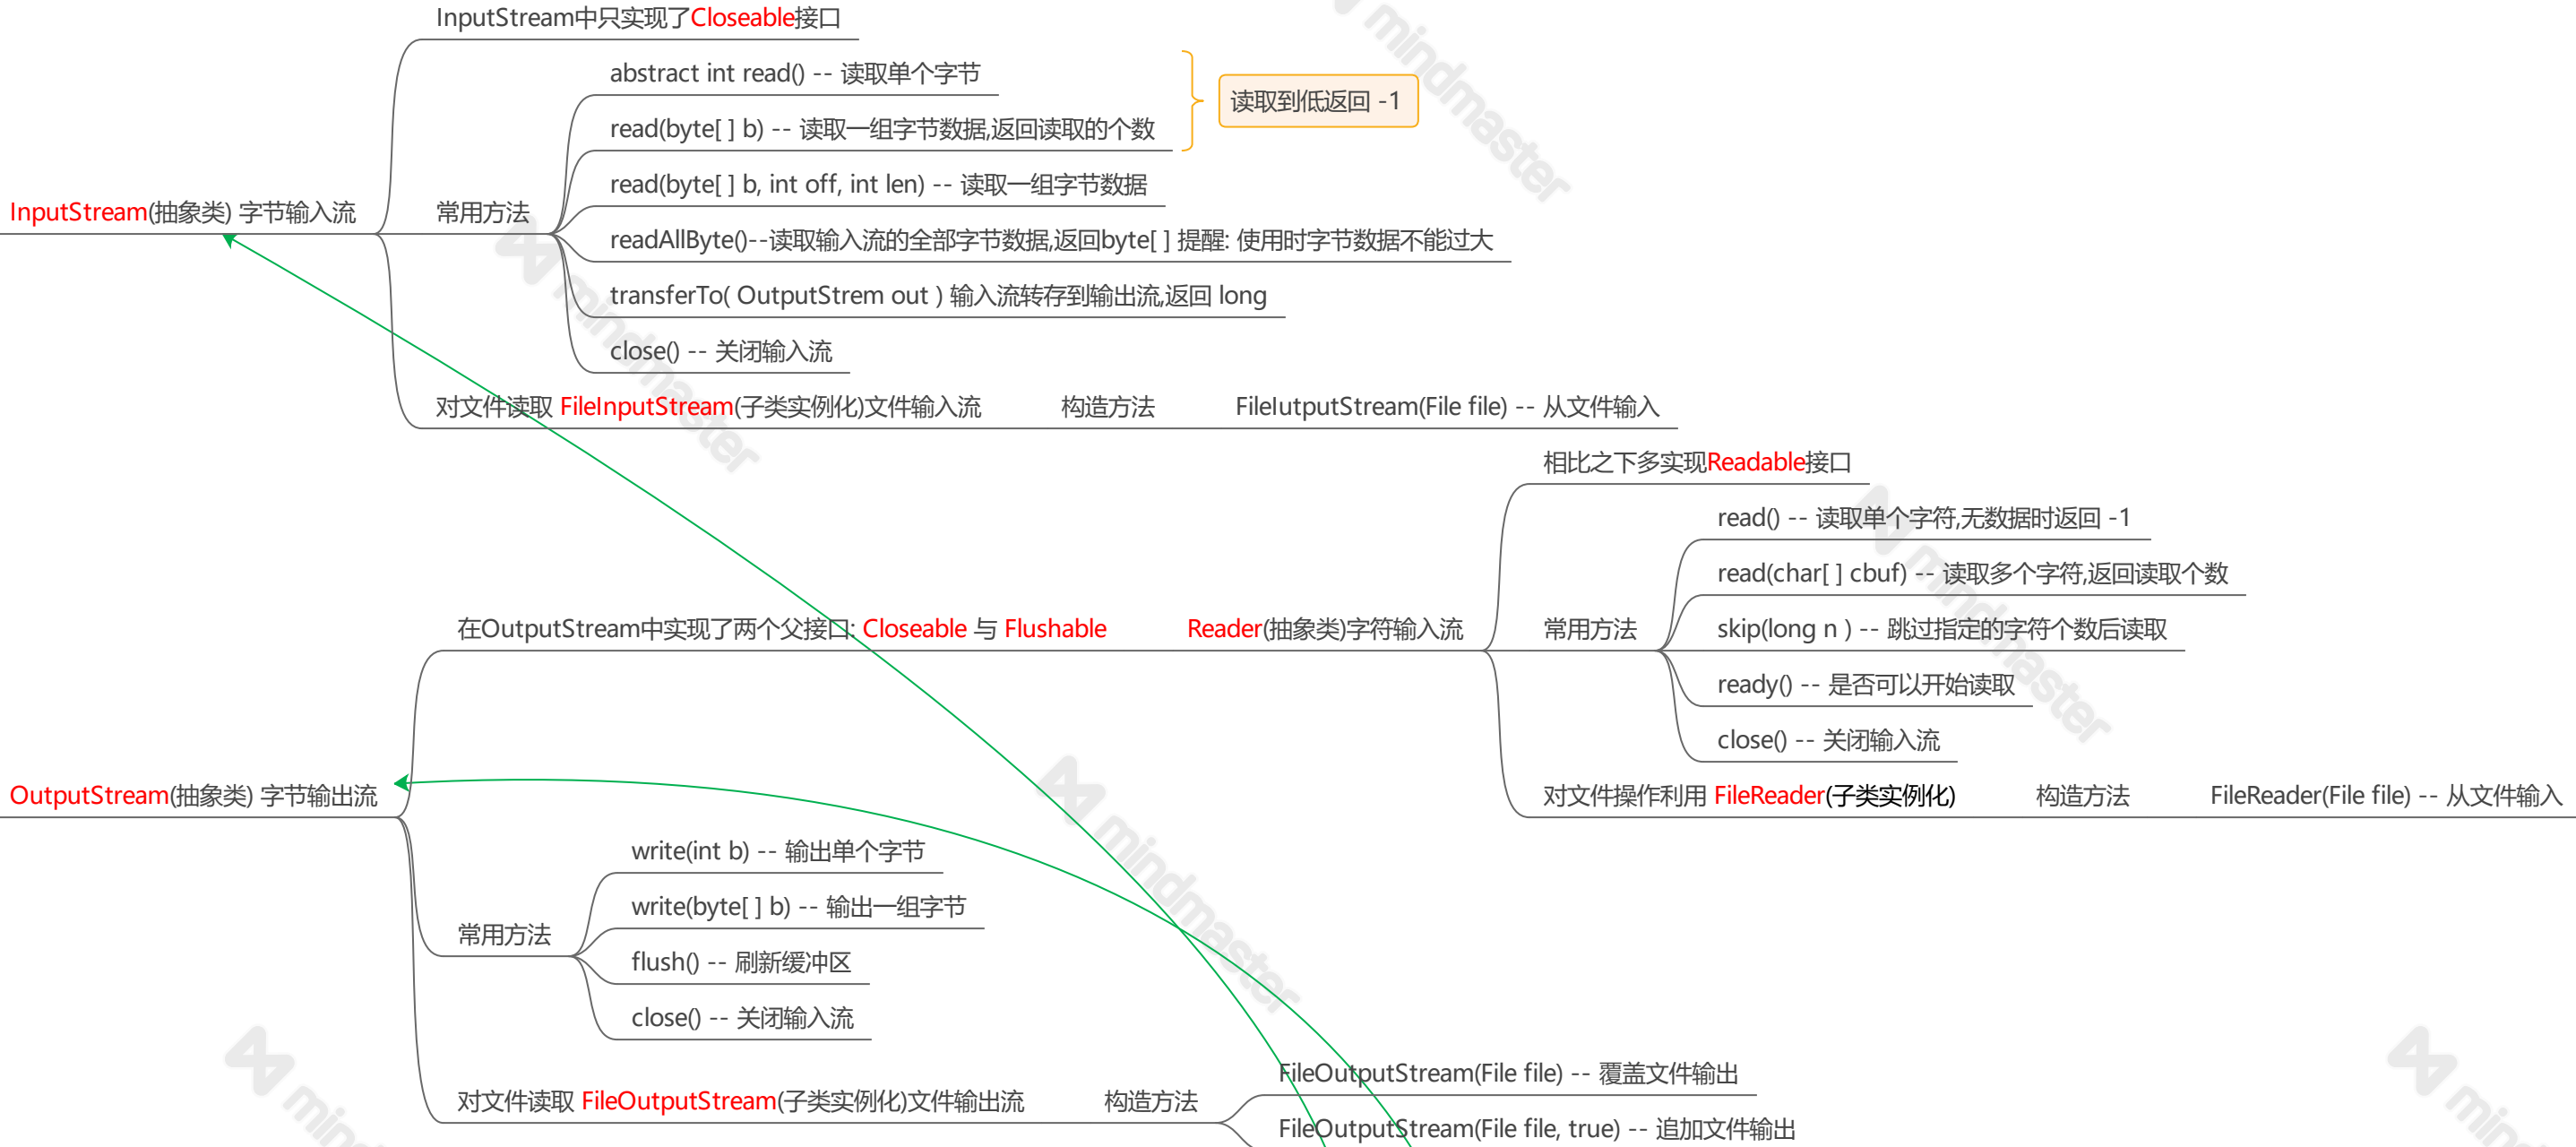 InputStream中只实现了Closeable接口
abstract int read() -- 读取单个字节
read(byte[ ] b) -- 读取一组字节数据,返回读取的个数
读取到低返回 -1
read(byte[ ] b, int off, int len) -- 读取一组字节数据
InputStream(抽象类) 字节输入流
常用方法
readAllByte()--读取输入流的全部字节数据,返回byte[ ] 提醒: 使用时字节数据不能过大
transferTo( OutputStrem out ) 输入流转存到输出流,返回 long
close() -- 关闭输入流
对文件读取 FileInputStream(子类实例化)文件输入流
构造方法
FileIutputStream(File file) -- 从文件输入
相比之下多实现Readable接口
read() -- 读取单个字符,无数据时返回 -1
read(char[ ] cbuf) -- 读取多个字符,返回读取个数
在OutputStream中实现了两个父接口: Closeable 与 Flushable
Reader(抽象类)字符输入流
常用方法
skip(long n ) -- 跳过指定的字符个数后读取
ready() -- 是否可以开始读取
close() -- 关闭输入流
对文件操作利用 FileReader(子类实例化)
构造方法
FileReader(File file) -- 从文件输入
OutputStream(抽象类) 字节输出流
write(int b) -- 输出单个字节
write(byte[ ] b) -- 输出一组字节
常用方法
flush() -- 刷新缓冲区
close() -- 关闭输入流
对文件读取 FileOutputStream(子类实例化)文件输出流
构造方法
FileOutputStream(File file) -- 覆盖文件输出
FileOutputStream(File file, true) -- 追加文件输出
mindmaster
mindmaster
mindmaster
mindmaster